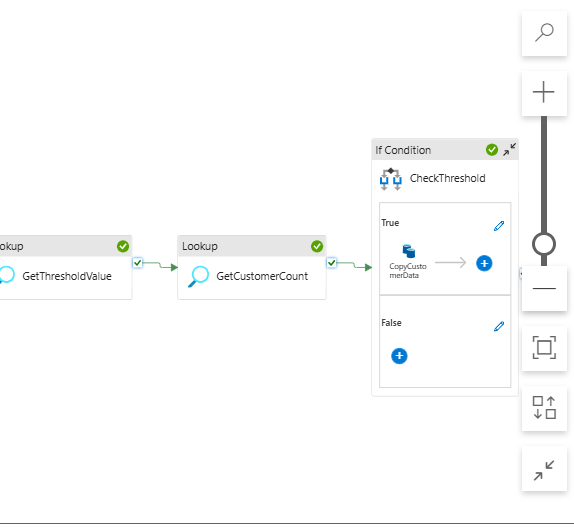 okup
GetThresholdValue
Lookup
GetCustomerCount
If Condition
CheckThreshold
True
CopyCusto
merData
False